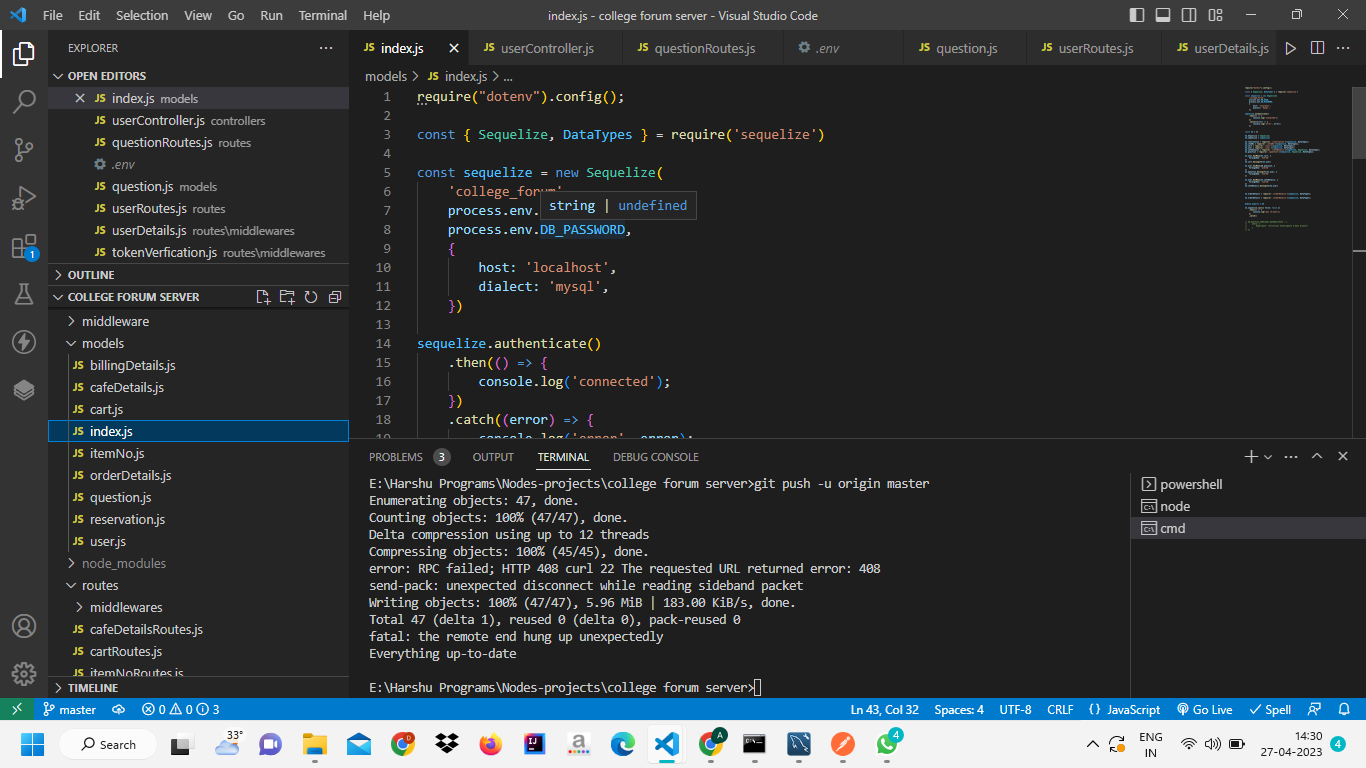 File Edit Selection View Go Run Terminal Help
index.js - college forum server - Visual Studio Code
EXPLORER
OPEN EDITORS
JS index.js models
JS userController.js controllers
JS questionRoutes.js routes
.env
JS question.js models
JS userRoutes.js routes
JS userDetails.js routes\middlewares
JS tokenVerfication.js routes\middlewares
1
OUTLINE
COLLEGE FORUM SERVER
middleware
models
JS billingDetails.js
JS cafeDetails.js
JS cart.js
JS index.js
JS itemNo.js
JS orderDetails.js
JS question.js
JS reservation.js
JS user.js
node_modules
routes
middlewares
JS cafeDetailsRoutes.js
JS cartRoutes.js
JS itemNoRoutes.js
TIMELINE
JS index.js
JS userController.js
JS questionRoutes.js
.env
JS question.js
JS userRoutes.js
JS userDetails.js
models > JS index.js > ...
1 require("dotenv").config();
2
3 const { Sequelize, DataTypes } = require('sequelize')
4
5 const sequelize = new Sequelize(
6 'college_forum'
string | undefined
7 process.env.
8 process.env.DB_PASSWORD,
9 {
10 host: 'localhost',
11 dialect: 'mysql',
12 })
13
14 sequelize.authenticate()
15 .then(() => {
16 console.log('connected');
17 })
18 .catch((error) => {
19 console.log('error', error);
PROBLEMS 3 OUTPUT TERMINAL DEBUG CONSOLE
E:\Harshu Programs\Nodes-projects\college forum server>git push -u origin master
Enumerating objects: 47, done.
Counting objects: 100% (47/47), done.
Delta compression using up to 12 threads
Compressing objects: 100% (45/45), done.
error: RPC failed; HTTP 408 curl 22 The requested URL returned error: 408
send-pack: unexpected disconnect while reading sideband packet
Writing objects: 100% (47/47), 5.96 MiB | 183.00 KiB/s, done.
Total 47 (delta 1), reused 0 (delta 0), pack-reused 0
fatal: the remote end hung up unexpectedly
Everything up-to-date
E:\Harshu Programs\Nodes-projects\college forum server>
powershell
node
cmd
master 0 0 3
Ln 43, Col 32 Spaces: 4 UTF-8 CRLF {} JavaScript Go Live Spell
Search
33°
ENG
IN
14:30
27-04-2023
4